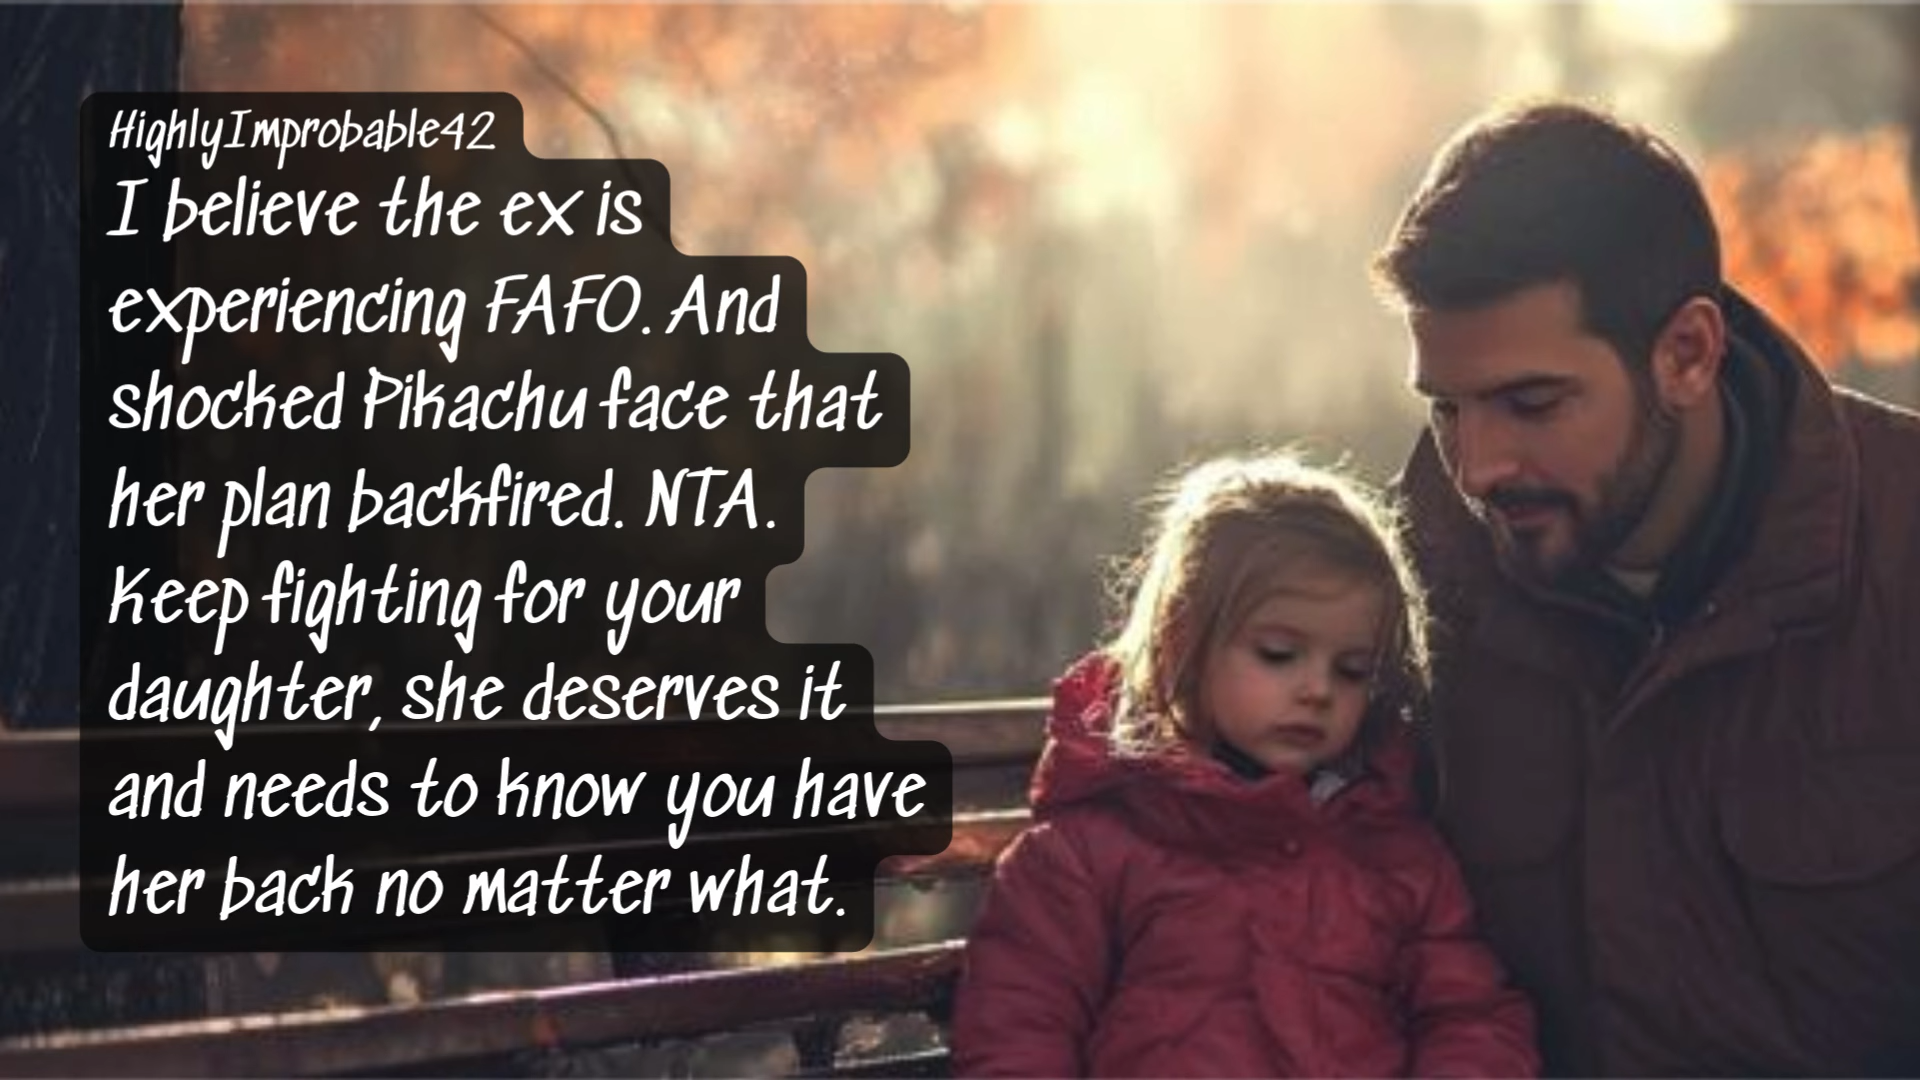 HighlyImprobable42
I believe the ex is
experiencing FAFO. And
shocked Pikachu face that
her plan backfired. NTA.
Keep fighting for your
daughter, she deserves it
and needs to know you have
her back no matter what.